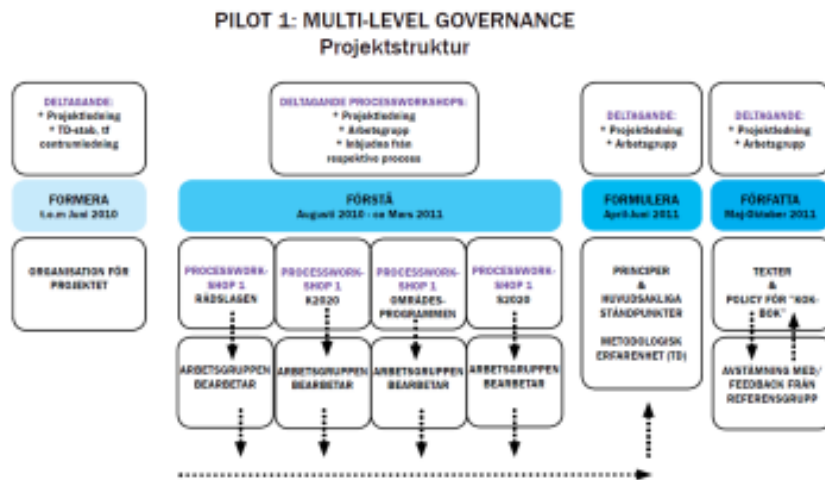 PILOT 1: MULTI-LEVEL GOVERNANCE
Projektstruktur
DELTAGANDE:
* Projektledning
* TD-stab, tf
centrumledning
DELTAGANDE PROCESSWORKSHOPS:
* Projektledning
* Arbetsgrupp
* Inbjudna från
respektive process
DELTAGANDE:
* Projektledning
* Arbetsgrupp
DELTAGANDE:
* Projektledning
* Arbetsgrupp
FORMERA
t.o.m Juni 2010
FÖRSTÅ
Augusti 2010 - ca Mars 2011
FORMULERA
April-Juni 2011
FÖRFATTA
Maj-Oktober 2011
ORGANISATION FÖR
PROJEKTET
PROCESSWORK-
SHOP 1
RÅDSLAGEN
PROCESSWORK-
SHOP 1
K2020
PROCESSWORK-
SHOP 1
OMRÅDES-
PROGRAMMEN
PROCESSWORK-
SHOP 1
S2020
PRINCIPER
&
HUVUDSAKLIGA
STÅNDPUNKTER
METODOLOGISK
ERFARENHET (TD)
TEXTER
&
POLICY FÖR "KOK-
BOK"
ARBETSGRUPPEN
BEARBETAR
ARBETSGRUPPEN
BEARBETAR
ARBETSGRUPPEN
BEARBETAR
ARBETSGRUPPEN
BEARBETAR
AVSTÄMNING MED/
FEEDBACK FRÅN
REFERENSGRUPP